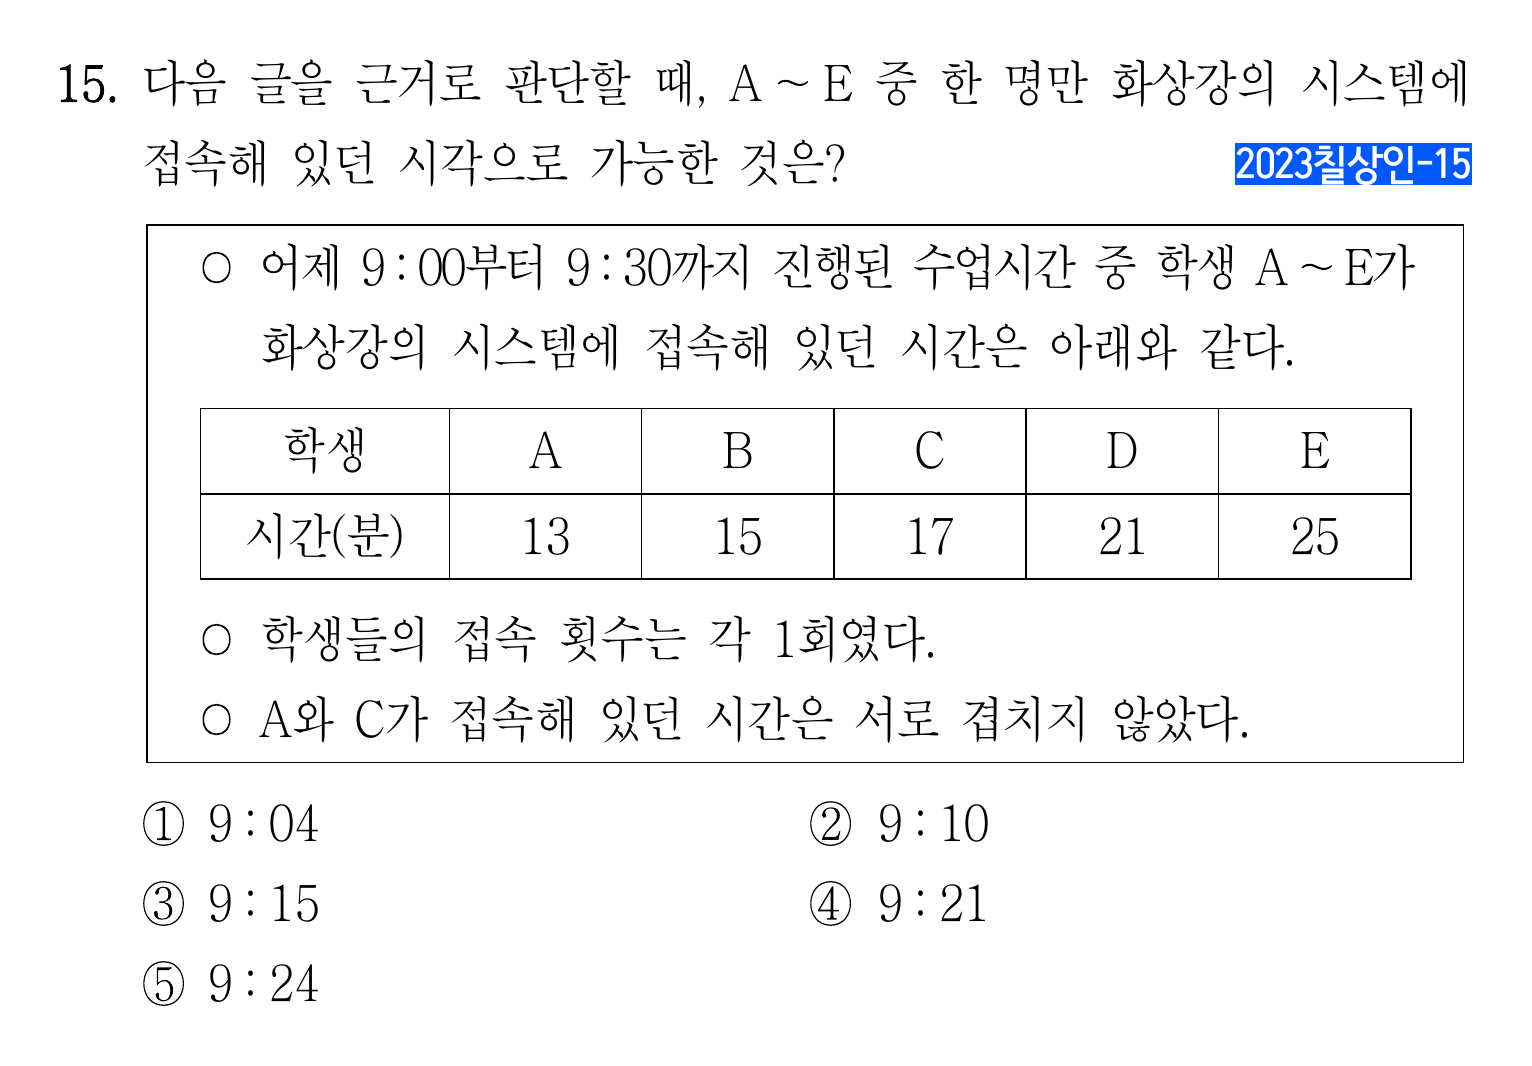 15. 다음 글을 근거로 판단할 때, A ~ E 중 한 명만 화상강의 시스템에
접속해 있던 시각으로 가능한 것은?
2023칠상인-15
○ 어제 9:00부터 9:30까지 진행된 수업시간 중 학생 A ~ E가
화상강의 시스템에 접속해 있던 시간은 아래와 같다.
학생 A B C D E
시간(분) 13 15 17 21 25
○ 학생들의 접속 횟수는 각 1회였다.
○ A와 C가 접속해 있던 시간은 서로 겹치지 않았다.
① 9:04 ② 9:10
③ 9:15 ④ 9:21
⑤ 9:24